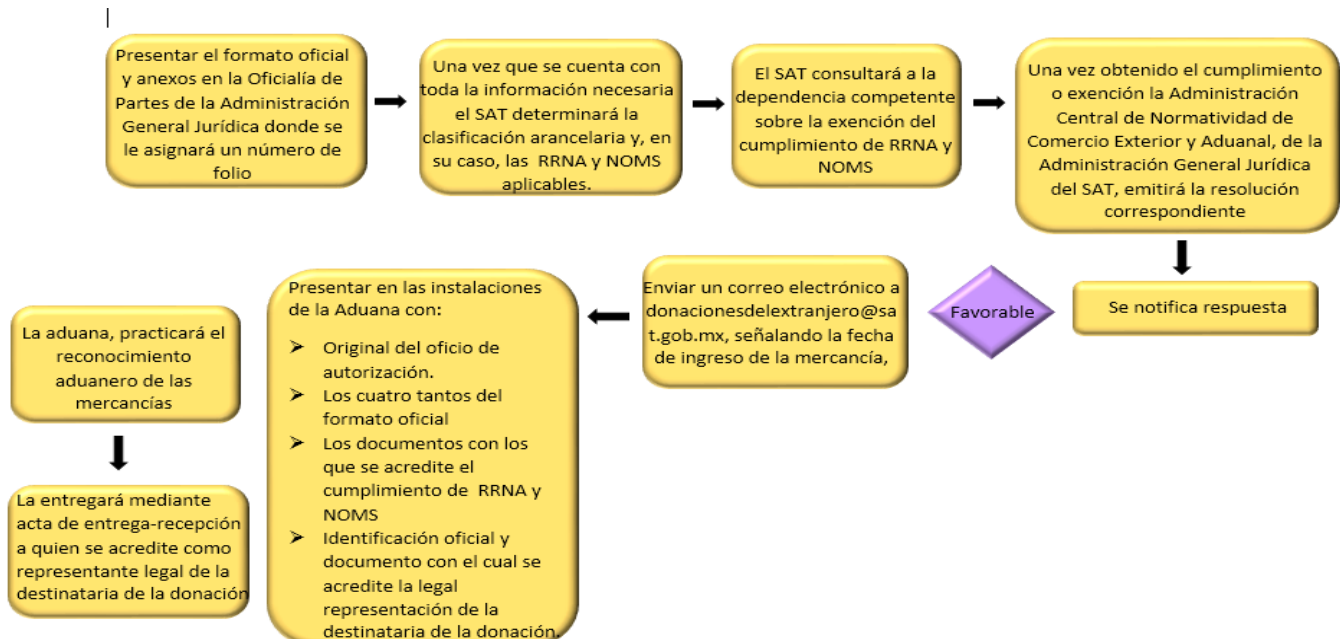 Presentar el formato oficial
y anexos en la Oficialía de
Partes de la Administración
General Jurídica donde se
le asignará un número de
folio
Una vez que se cuenta con
toda la información necesaria
el SAT determinará la
clasificación arancelaria y, en
su caso, las RRNA y NOMS
aplicables.
El SAT consultará a la
dependencia competente
sobre la exención del
cumplimiento de RRNA y
NOMS
Una vez obtenido el cumplimiento
o exención la Administración
Central de Normatividad de
Comercio Exterior y Aduanal, de la
Administración General Jurídica
del SAT, emitirá la resolución
correspondiente
Se notifica respuesta
Favorable
Enviar un correo electrónico a
donacionesdelextranjero@sa
t.gob.mx, señalando la fecha
de ingreso de la mercancía,
Presentar en las instalaciones
de la Aduana con:
➤ Original del oficio de
autorización.
➤ Los cuatro tantos del
formato oficial
➤ Los documentos con los
que se acredite el
cumplimiento de RRNA y
NOMS
➤ Identificación oficial y
documento con el cual se
acredite la legal
representación de la
destinataria de la donación.
La aduana, practicará el
reconocimiento
aduanero de las
mercancías
La entregará mediante
acta de entrega-recepción
a quien se acredite como
representante legal de la
destinataria de la donación